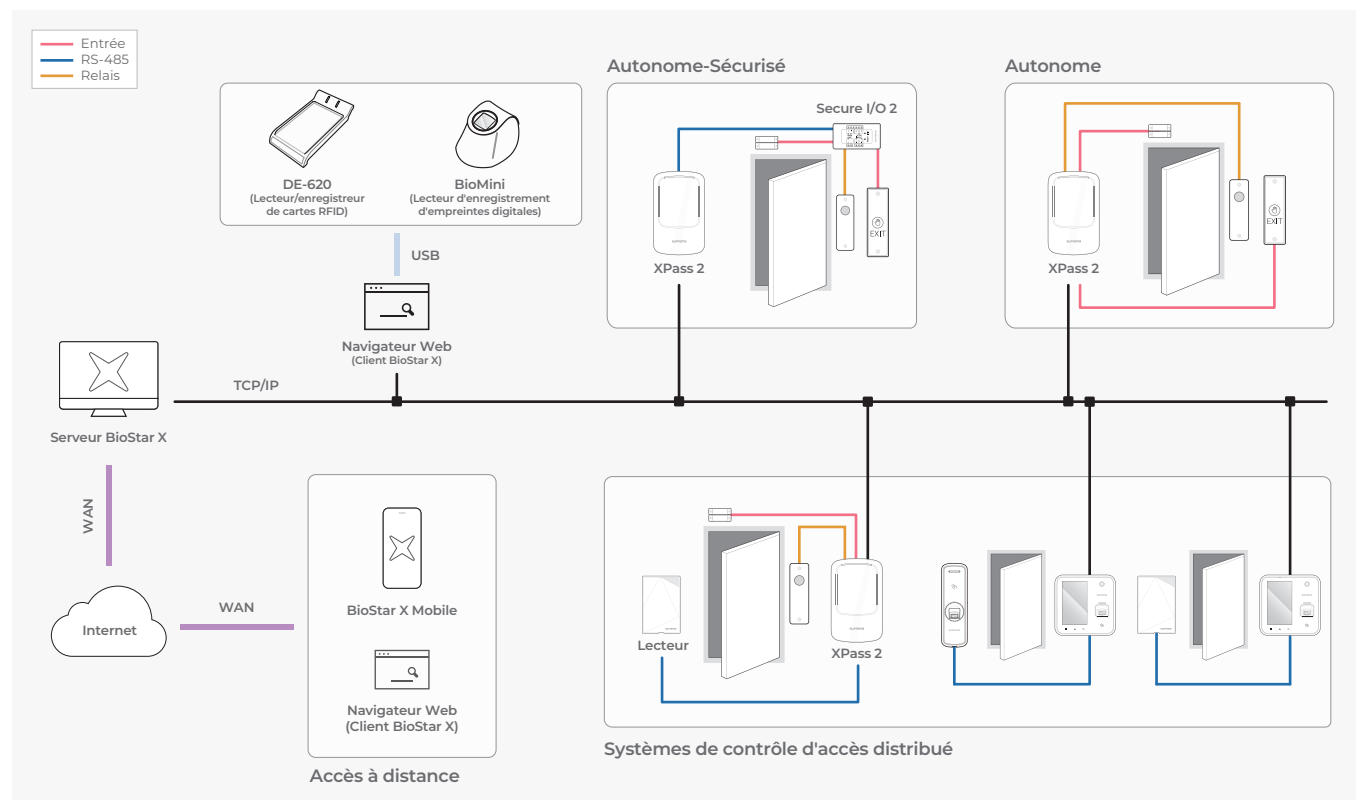 Entrée
RS-485
Relais
DE-620
(Lecteur/enregistreur
de cartes RFID)
BioMini
(Lecteur d'enregistrement
d'empreintes digitales)
USB
Navigateur Web
(Client BioStar X)
Autonome-Sécurisé
Secure I/O 2
EXIT
XPass 2
Autonome
EXIT
XPass 2
TCP/IP
Serveur BioStar X
WAN
Internet
WAN
BioStar X Mobile
Navigateur Web
(Client BioStar X)
Accès à distance
Lecteur
XPass 2
Systèmes de contrôle d'accès distribué